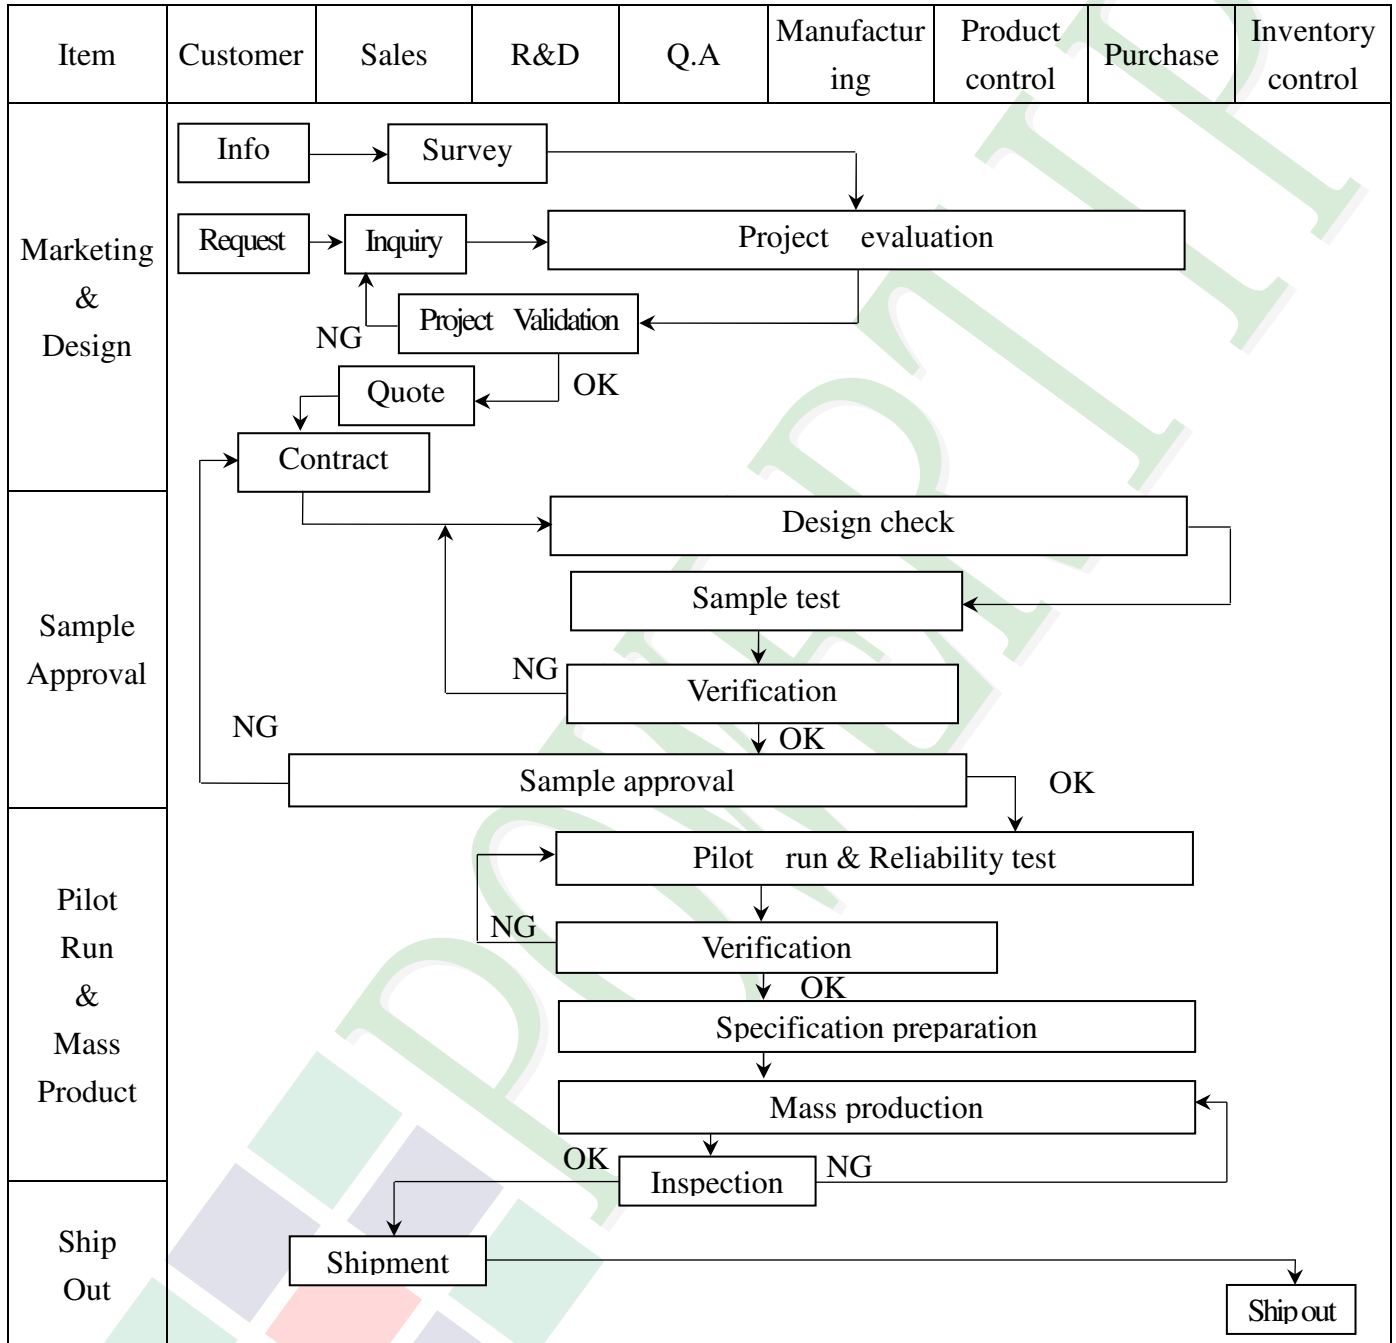 Item
Customer
Sales
R&D
Q.A
Manufactur
ing
Product
control
Purchase
Inventory
control
Marketing
&
Design
Info
Survey
Request
Inquiry
Project evaluation
NG
Project Validation
OK
Quote
Contract
Sample
Approval
Design check
Sample test
NG
Verification
NG
OK
Sample approval
OK
Pilot
Run
&
Mass
Product
Pilot run & Reliability test
NG
Verification
OK
Specification preparation
Mass production
OK
Inspection
NG
Ship
Out
Shipment
Ship out
POWERTIP